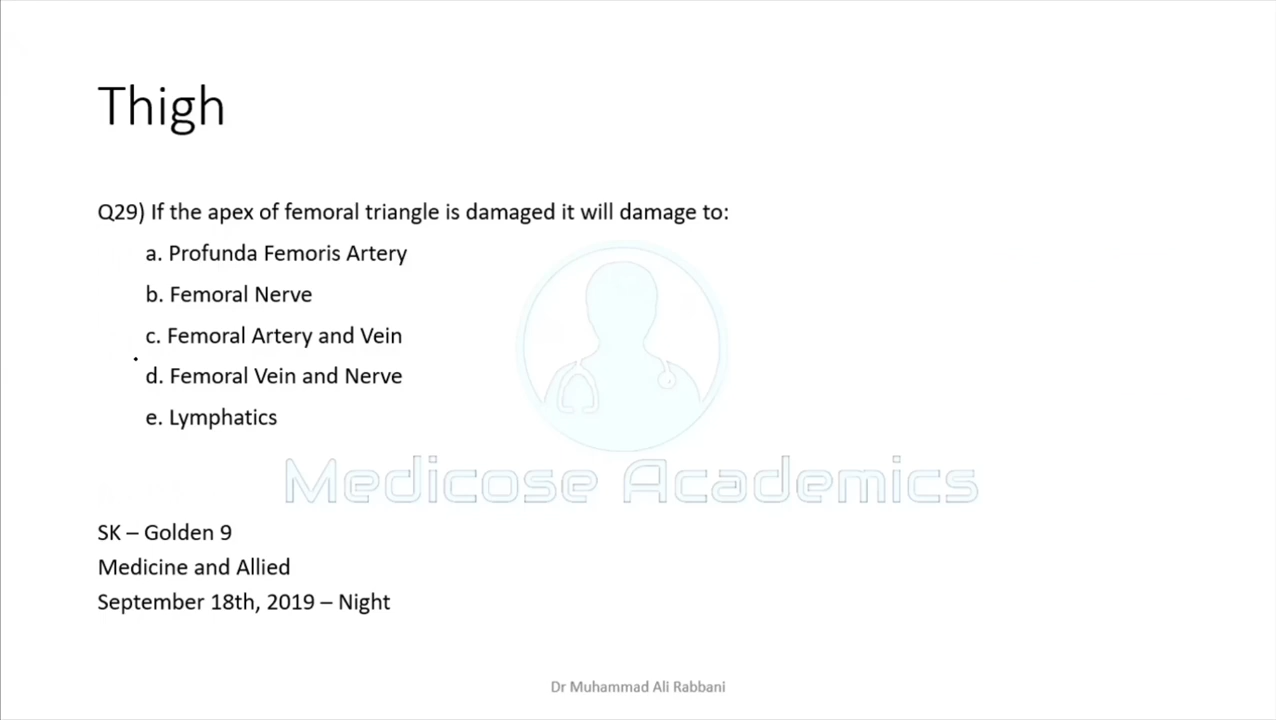 Thigh
Q29) If the apex of femoral triangle is damaged it will damage to:
a. Profunda Femoris Artery
b. Femoral Nerve
c. Femoral Artery and Vein
d. Femoral Vein and Nerve
e. Lymphatics
Medicose Academics
SK – Golden 9
Medicine and Allied
September 18th, 2019 – Night
Dr Muhammad Ali Rabbani